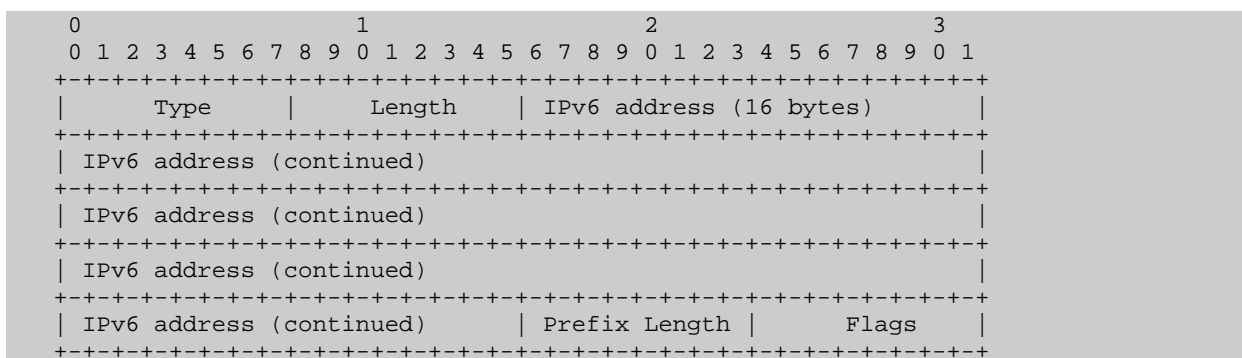 0                   1                   2                   3
 0 1 2 3 4 5 6 7 8 9 0 1 2 3 4 5 6 7 8 9 0 1 2 3 4 5 6 7 8 9 0 1
+-+-+-+-+-+-+-+-+-+-+-+-+-+-+-+-+-+-+-+-+-+-+-+-+-+-+-+-+-+-+-+-+
|      Type     |     Length    | IPv6 address (16 bytes)       |
+-+-+-+-+-+-+-+-+-+-+-+-+-+-+-+-+-+-+-+-+-+-+-+-+-+-+-+-+-+-+-+-+
| IPv6 address (continued)                                      |
+-+-+-+-+-+-+-+-+-+-+-+-+-+-+-+-+-+-+-+-+-+-+-+-+-+-+-+-+-+-+-+-+
| IPv6 address (continued)                                      |
+-+-+-+-+-+-+-+-+-+-+-+-+-+-+-+-+-+-+-+-+-+-+-+-+-+-+-+-+-+-+-+-+
| IPv6 address (continued)                                      |
+-+-+-+-+-+-+-+-+-+-+-+-+-+-+-+-+-+-+-+-+-+-+-+-+-+-+-+-+-+-+-+-+
| IPv6 address (continued)      | Prefix Length |      Flags    |
+-+-+-+-+-+-+-+-+-+-+-+-+-+-+-+-+-+-+-+-+-+-+-+-+-+-+-+-+-+-+-+-+